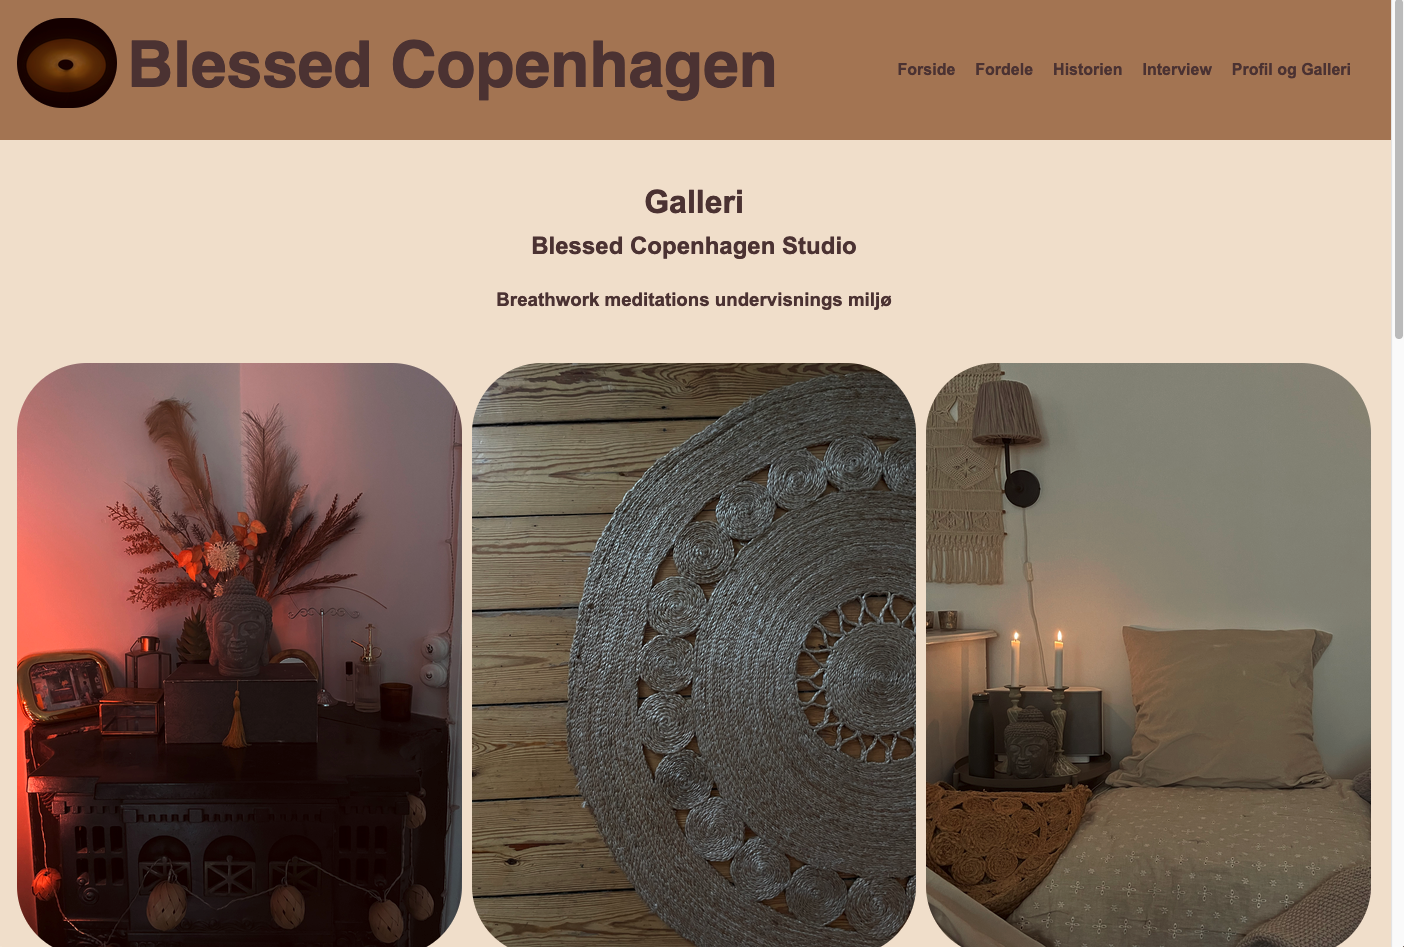 Blessed Copenhagen
Forside Fordele Historien Interview Profil og Galleri
Galleri
Blessed Copenhagen Studio
Breathwork meditations undervisnings miljø